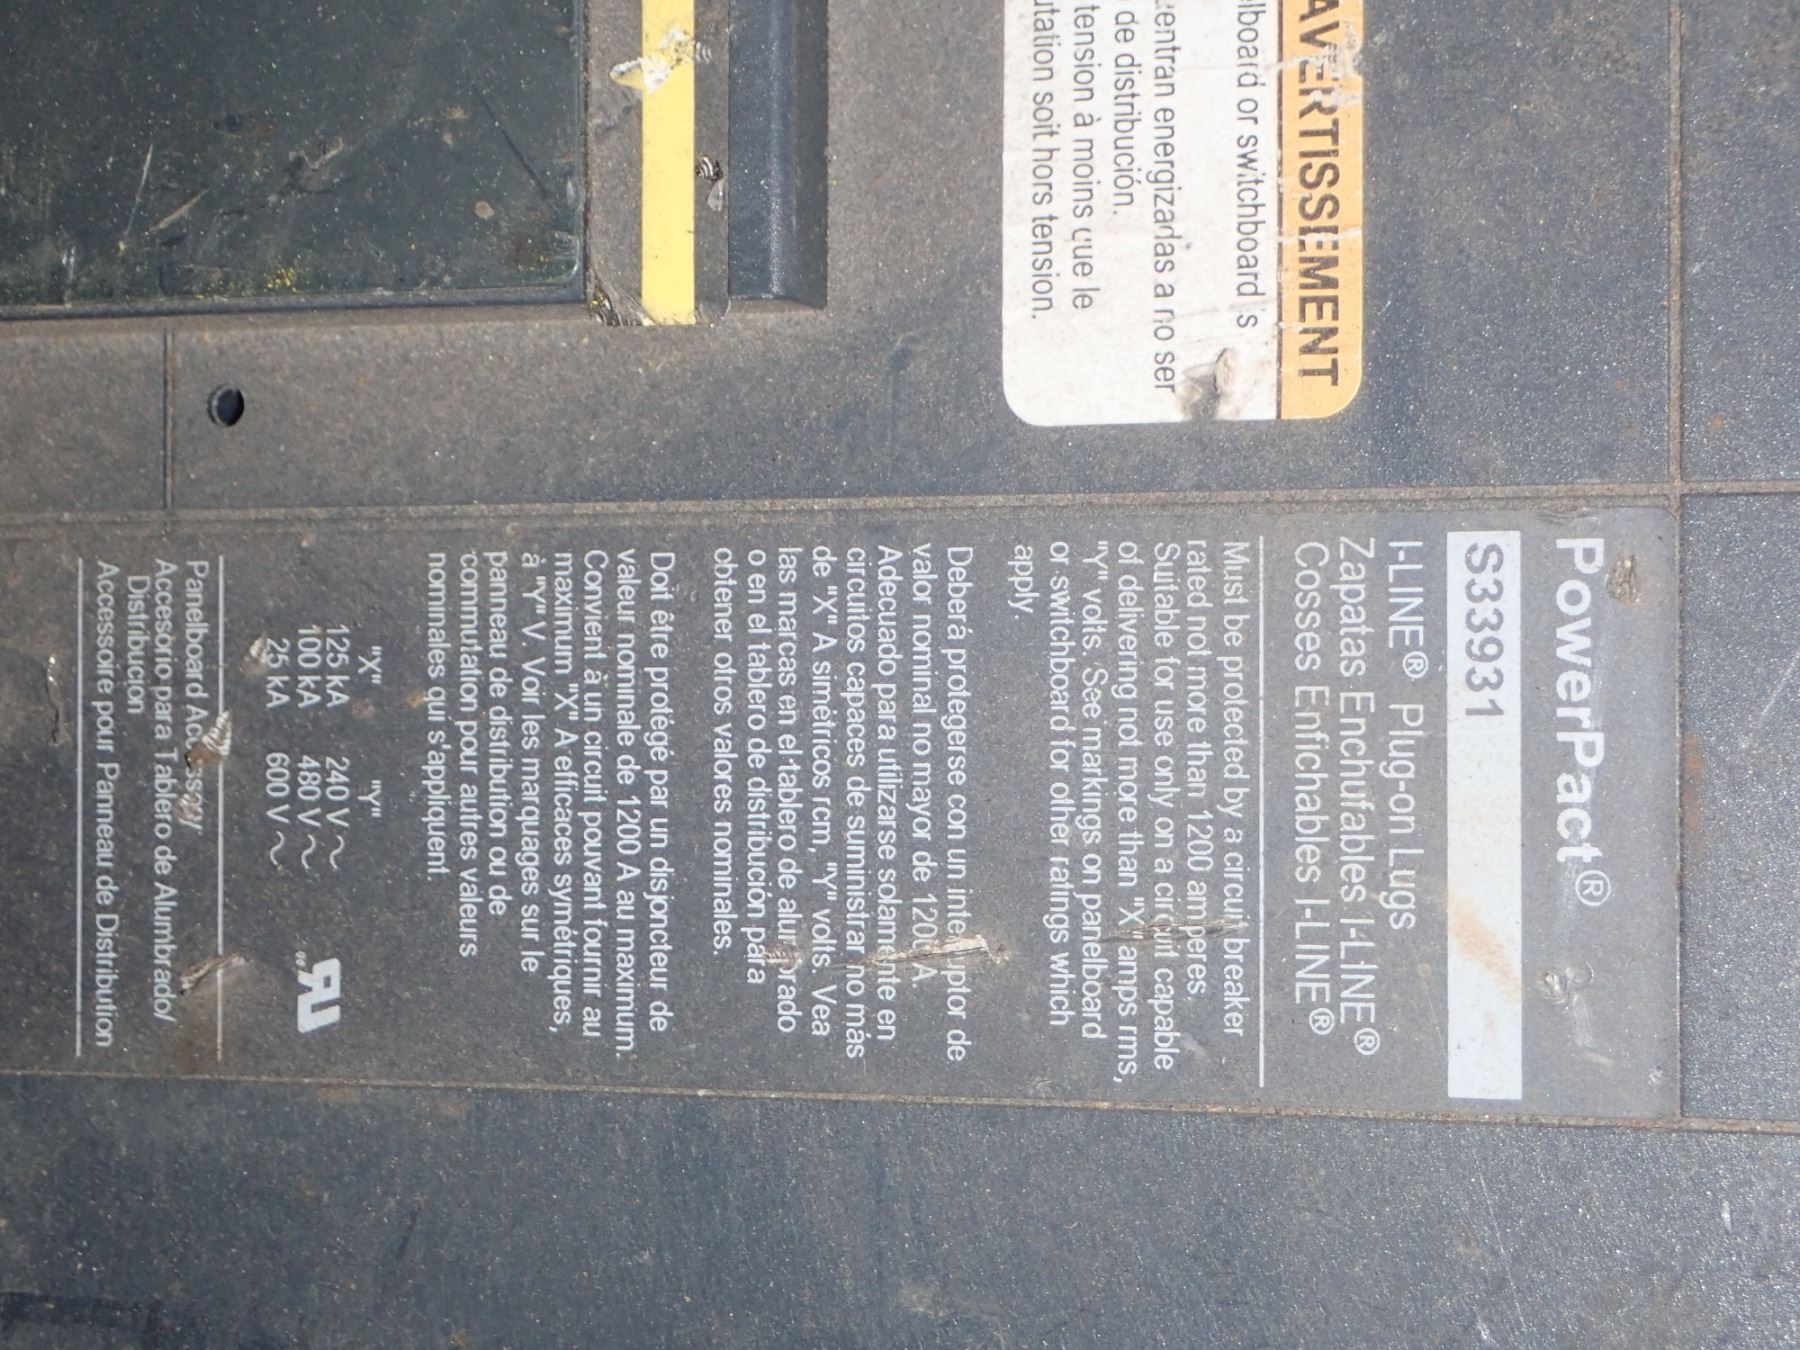 AVERTISSEMENT
elboard or switchboard is
entran energizadas a no ser
de distribución.
tension à moins que le
utation soit hors tension.
PowerPact®
S33931
I-LINE® Plug-on Lugs
Zapatas Enchufables I-LINE®
Cosses Enfichables I-LINE®
Must be protected by a circuit breaker
rated not more than 1200 amperes.
Suitable for use only on a circuit capable
of delivering not more than "X" amps rms,
"Y" volts. See markings on panelboard
or switchboard for other ratings which
apply.
Deberá protegerse con un interruptor de
valor nominal no mayor de 1200 A
Adecuado para utilizarse solamente en
circuitos capaces de suministrar no más
de "X" A simétricos rcm, "Y" volts. Vea
las marcas en el tablero de alumbrado
o en el tablero de distribución para
obtener otros valores nominales.
Doit être protégé par un disjoncteur de
valeur nominale de 1200 A au maximum.
Convient à un circuit pouvant fournir au
maximum "X" A efficaces symétriques,
à "Y" V. Voir les marquages sur le
panneau de distribution ou de
commutation pour autres valeurs
nominales qui s'appliquent
"X" "Y"
125 kA 240 V~
100 kA 480 V~
25 kA 600 V~
Panelboard Accessory
Accesorio para Tablero de Alumbrado/
Distribución
Accessoire pour Panneau de Distribution